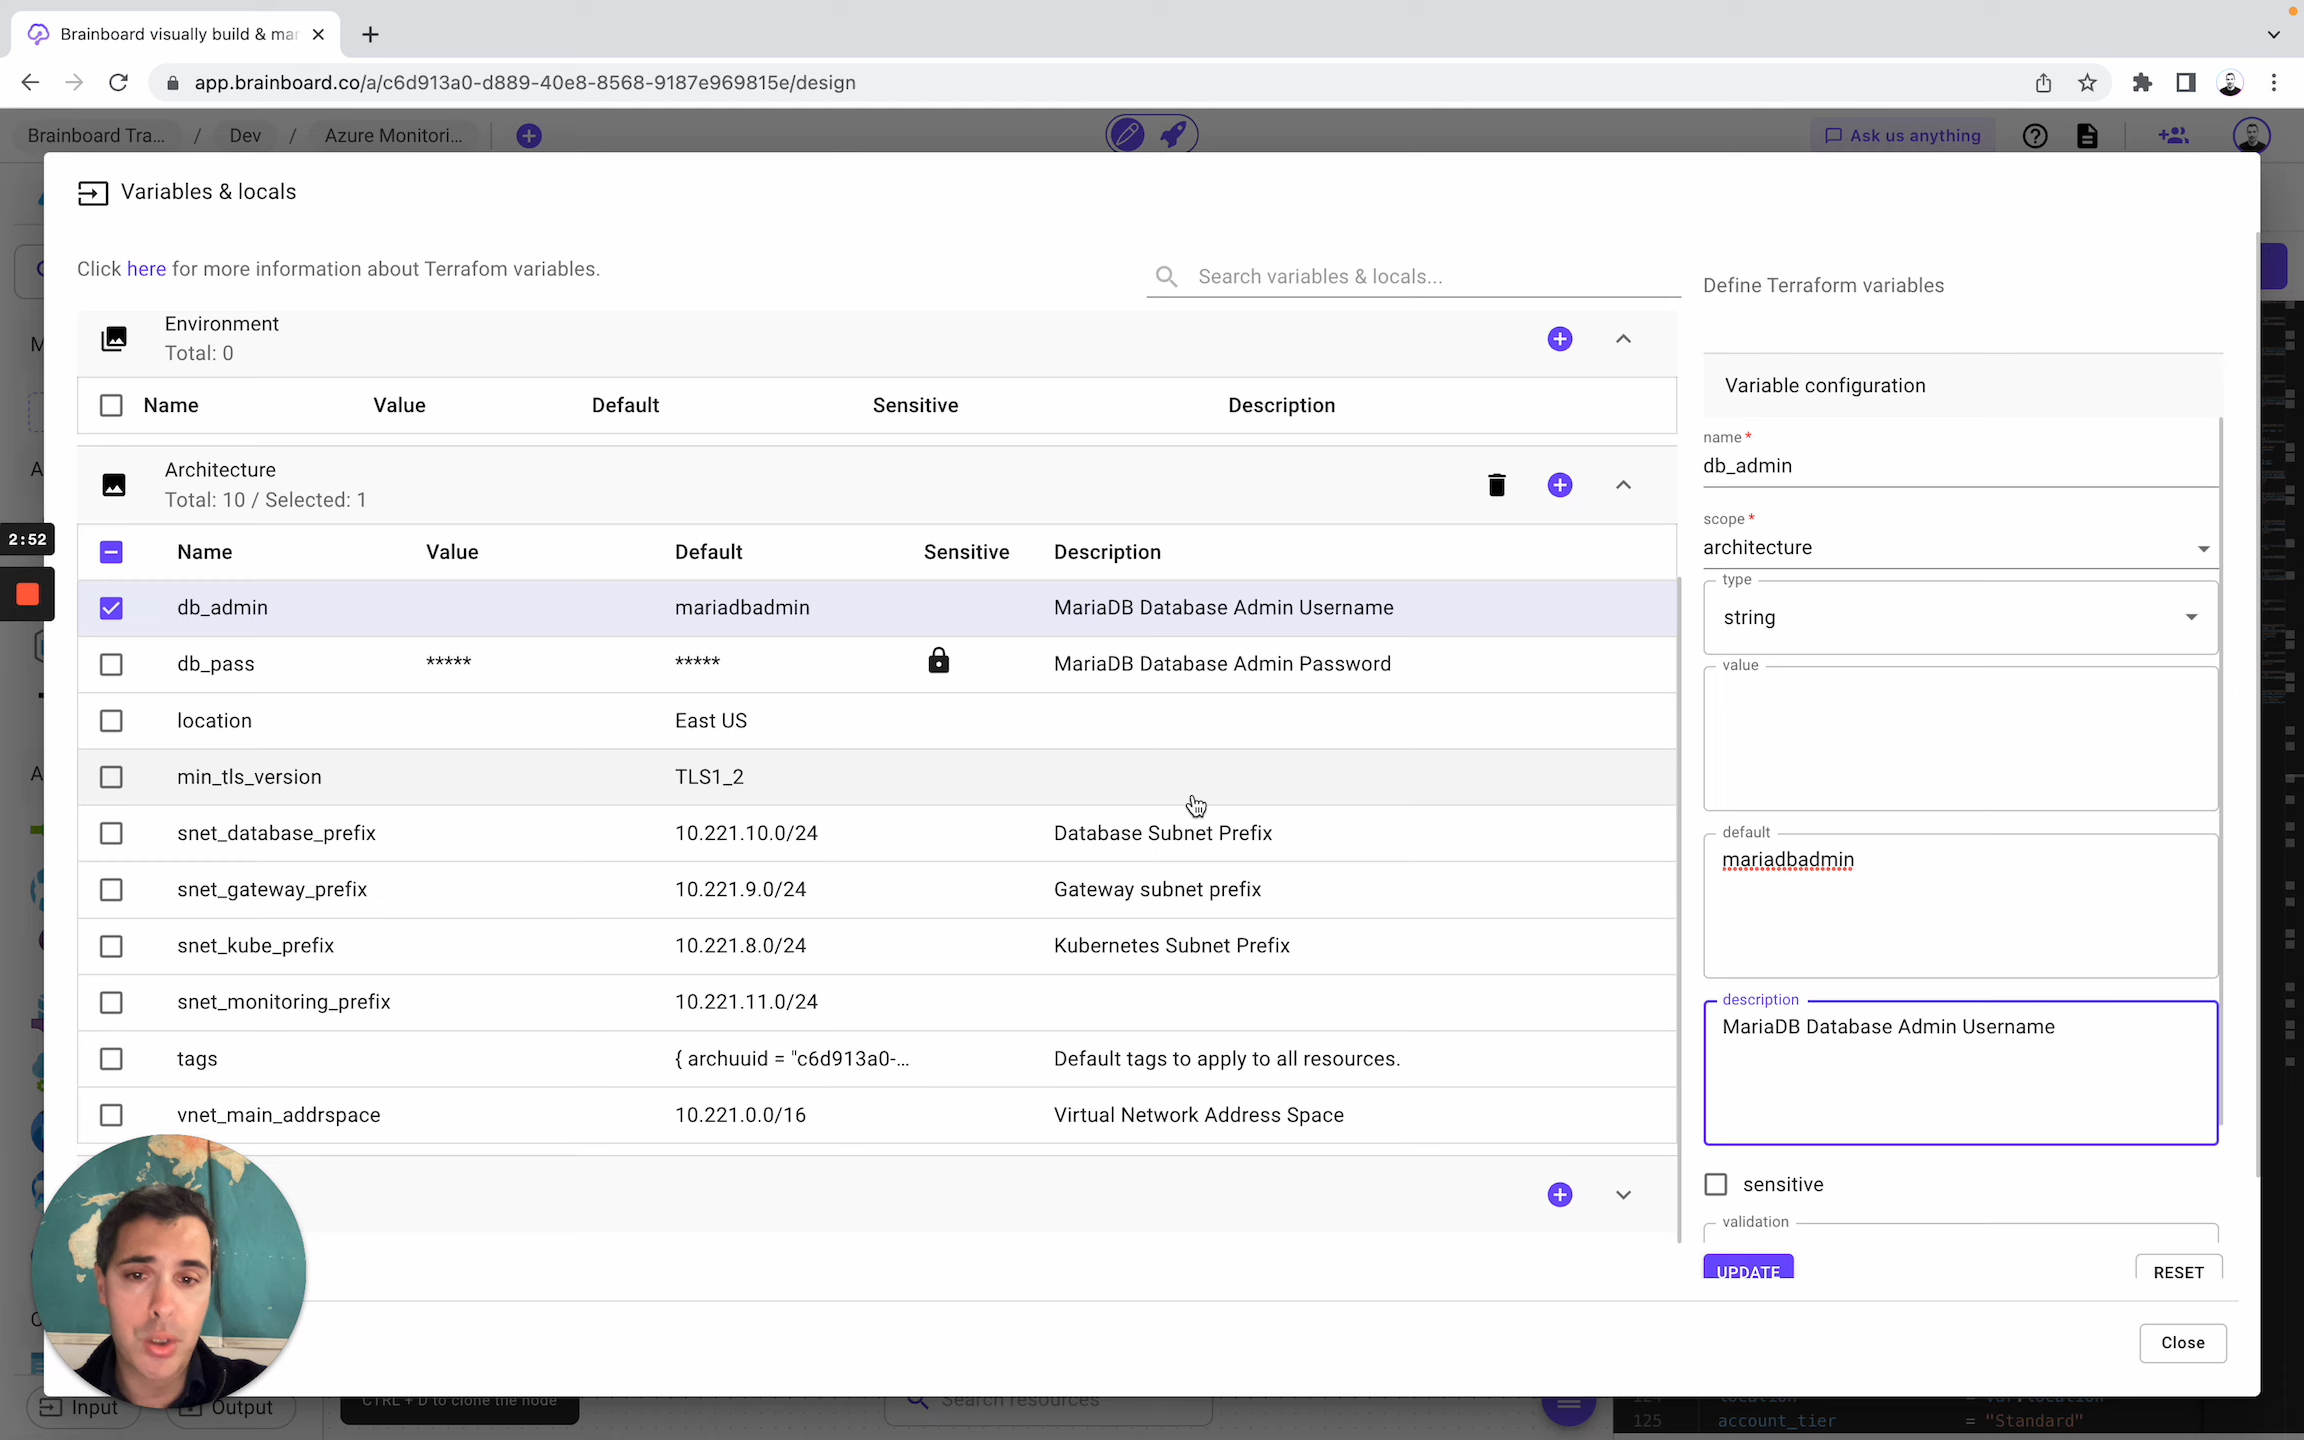 Brainboard visually build & mar
app.brainboard.co/a/c6d913a0-d889-40e8-8568-9187e969815e/design
Brainboard Tra... / Dev / Azure Monitori...
Ask us anything
Variables & locals
Click here for more information about Terrafom variables.
Search variables & locals...
Define Terraform variables
Environment
Total: 0
Name Value Default Sensitive Description
Architecture
Total: 10 / Selected: 1
Name Value Default Sensitive Description
db_admin mariadbadmin MariaDB Database Admin Username
db_pass ***** ***** MariaDB Database Admin Password
location East US
min_tls_version TLS1_2
snet_database_prefix 10.221.10.0/24 Database Subnet Prefix
snet_gateway_prefix 10.221.9.0/24 Gateway subnet prefix
snet_kube_prefix 10.221.8.0/24 Kubernetes Subnet Prefix
snet_monitoring_prefix 10.221.11.0/24
tags { archuuid = "c6d913a0-... Default tags to apply to all resources.
vnet_main_addrspace 10.221.0.0/16 Virtual Network Address Space
Variable configuration
name *
db_admin
scope *
architecture
type
string
value
default
mariadbadmin
description
MariaDB Database Admin Username
sensitive
validation
UPDATE
RESET
Close
2:52
Input
Output
CTRL + D to clone the node
Search resources
125 account_tier = "Standard"